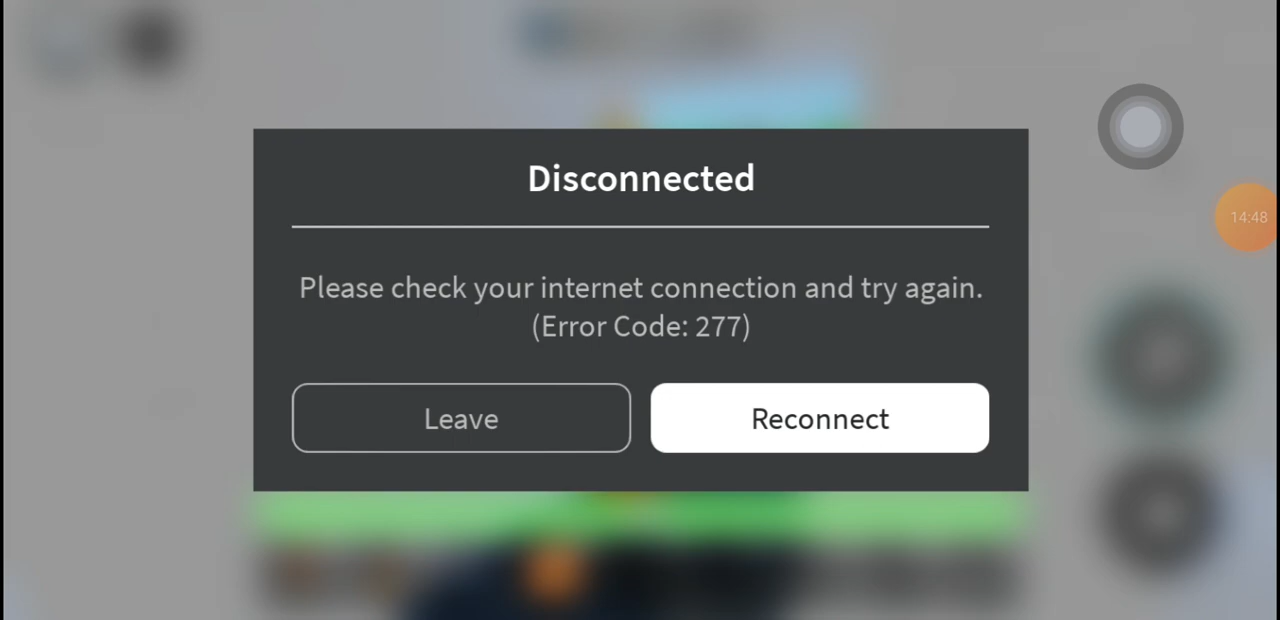 Disconnected
14:48
Please check your internet connection and try again.
(Error Code: 277)
Leave
Reconnect